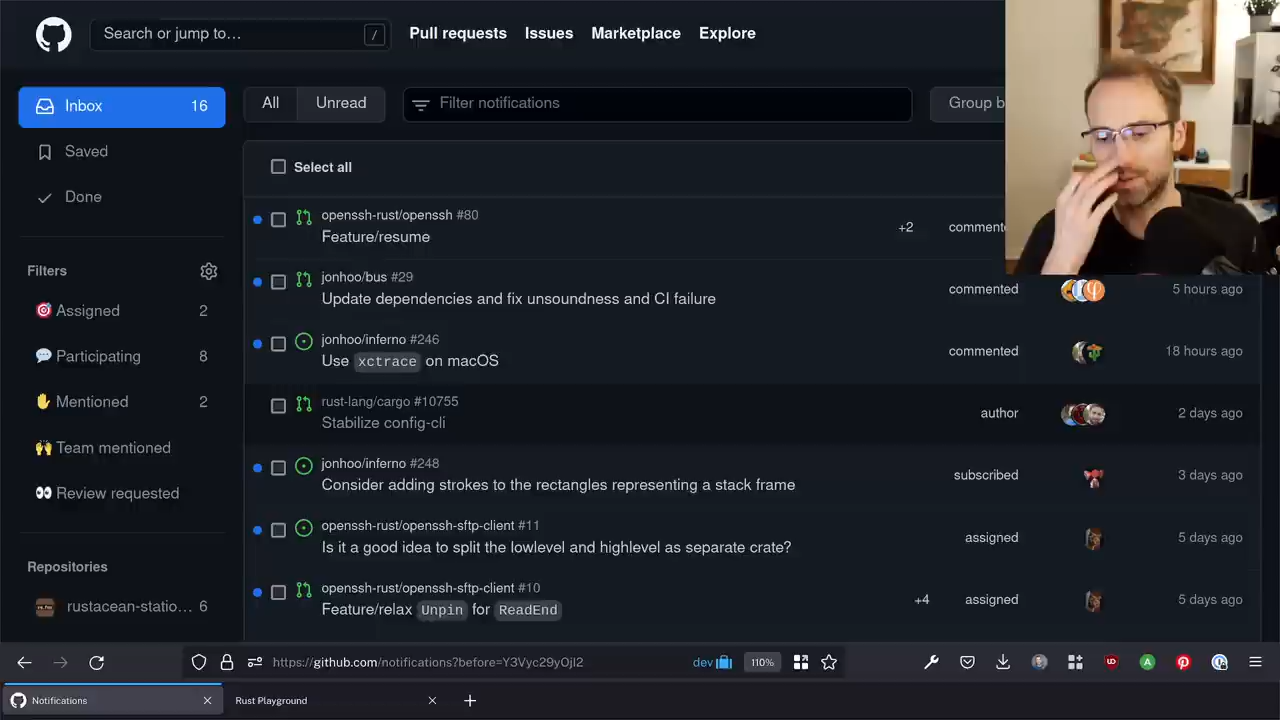 Search or jump to…
/
Pull requests
Issues
Marketplace
Explore
Inbox
16
All
Unread
Filter notifications
Group b
Saved
Done
Select all
Filters
Assigned
2
Participating
8
Mentioned
2
Team mentioned
Review requested
Repositories
rustacean-statio…
6
openssh-rust/openssh #80
Feature/resume
+2
commente
jonhoo/bus #29
Update dependencies and fix unsoundness and CI failure
commented
5 hours ago
jonhoo/inferno #246
Use xctrace on macOS
commented
18 hours ago
rust-lang/cargo #10755
Stabilize config-cli
author
2 days ago
jonhoo/inferno #248
Consider adding strokes to the rectangles representing a stack frame
subscribed
3 days ago
openssh-rust/openssh-sftp-client #11
Is it a good idea to split the lowlevel and highlevel as separate crate?
assigned
5 days ago
openssh-rust/openssh-sftp-client #10
Feature/relax Unpin for ReadEnd
+4
assigned
5 days ago
https://github.com/notifications?before=Y3Vyc29yOjI2
dev
110%
Notifications
Rust Playground